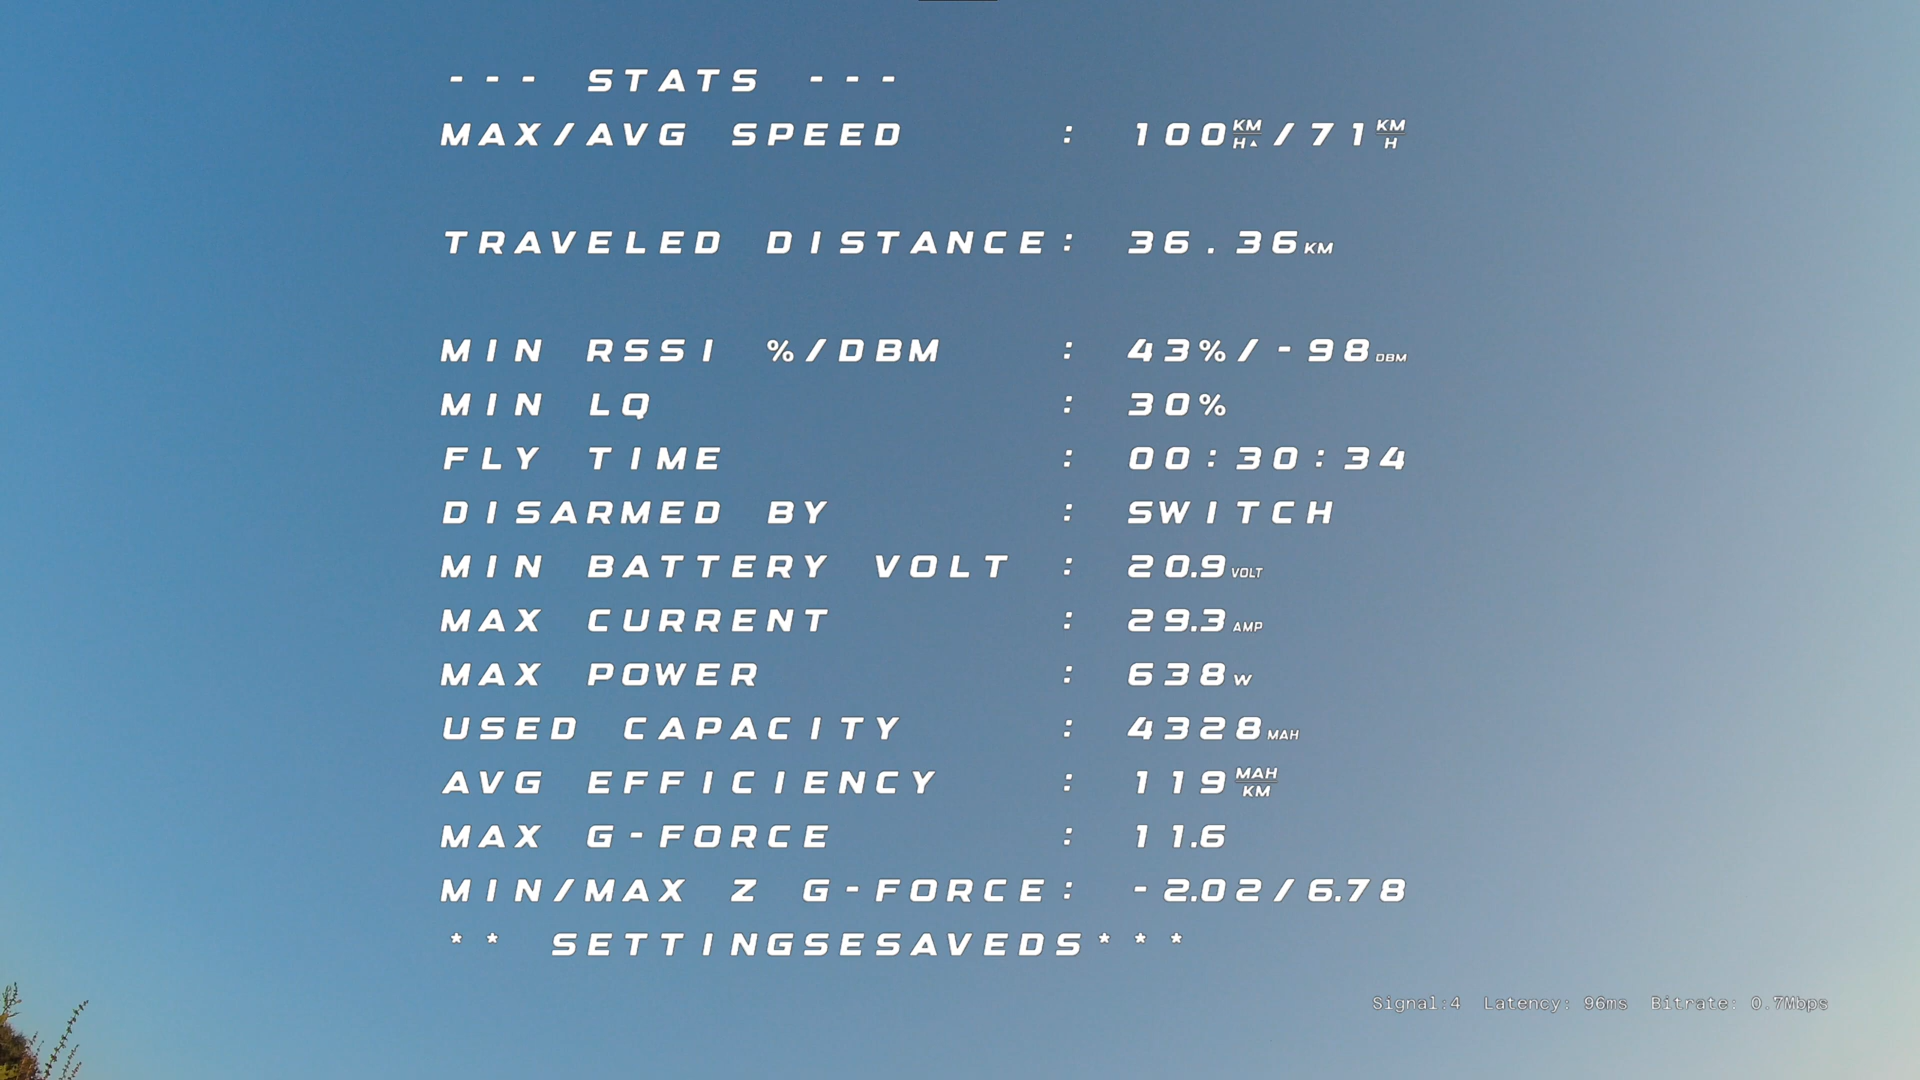 --- STATS ---
MAX/AVG SPEED : 100KM/H▲/71KM/H
TRAVELED DISTANCE: 36.36KM
MIN RSSI %/DBM : 43%/-98DBM
MIN LQ : 30%
FLY TIME : 00:30:34
DISARMED BY : SWITCH
MIN BATTERY VOLT : 20.9VOLT
MAX CURRENT : 29.3AMP
MAX POWER : 638W
USED CAPACITY : 4328MAH
AVG EFFICIENCY : 119MAH/KM
MAX G-FORCE : 11.6
MIN/MAX Z G-FORCE: -2.02/6.78
** SETTINGSESAVEDS***
Signal:4 Latency: 96ms Bitrate: 0.7Mbps